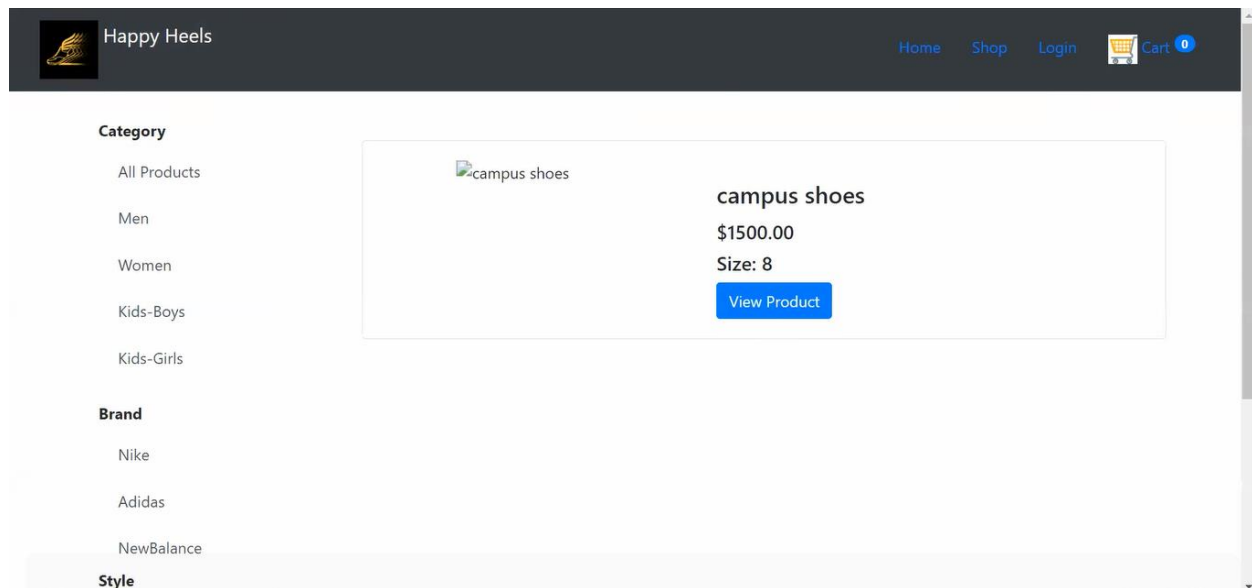 Happy Heels
Home Shop Login Cart 0
Category
All Products
Men
Women
Kids-Boys
Kids-Girls
Brand
Nike
Adidas
NewBalance
Style
campus shoes
campus shoes
$1500.00
Size: 8
View Product